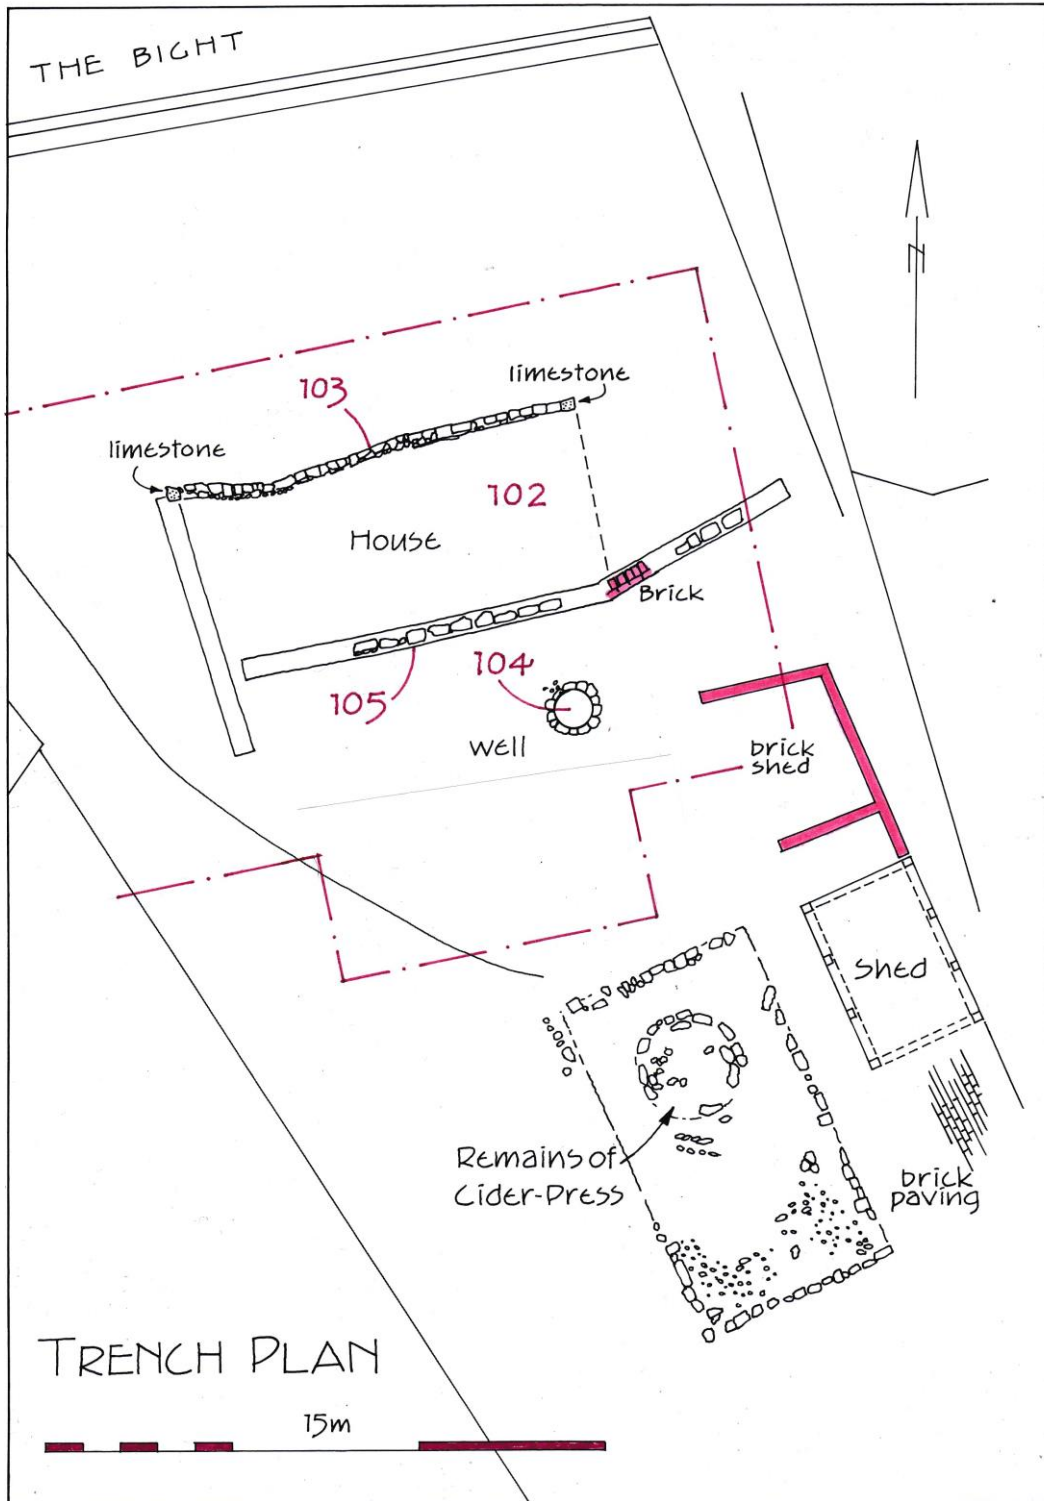 THE BIGHT
N
limestone
103
limestone
102
House
Brick
104
105
well
brick
shed
Shed
Remains of
Cider-Press
brick
paving
TRENCH PLAN
15m